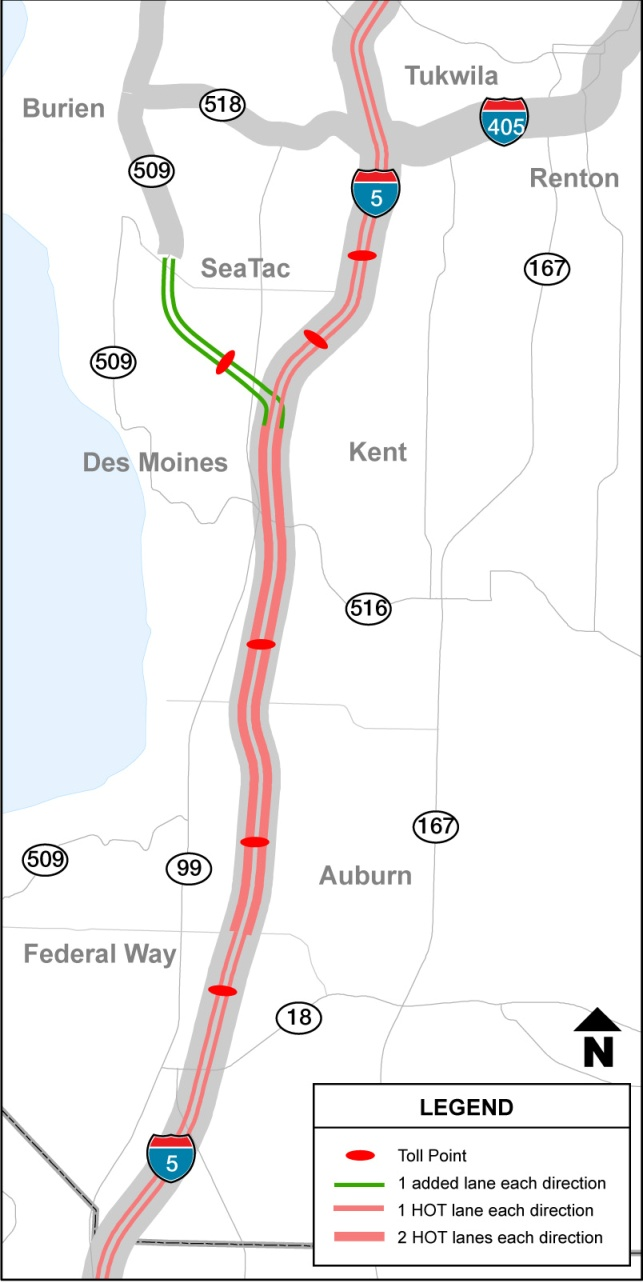 Tukwila
Burien
518
405
509
Renton
5
SeaTac
167
509
Des Moines
Kent
516
167
509
99
Auburn
Federal Way
18
N
5
LEGEND
Toll Point
1 added lane each direction
1 HOT lane each direction
2 HOT lanes each direction